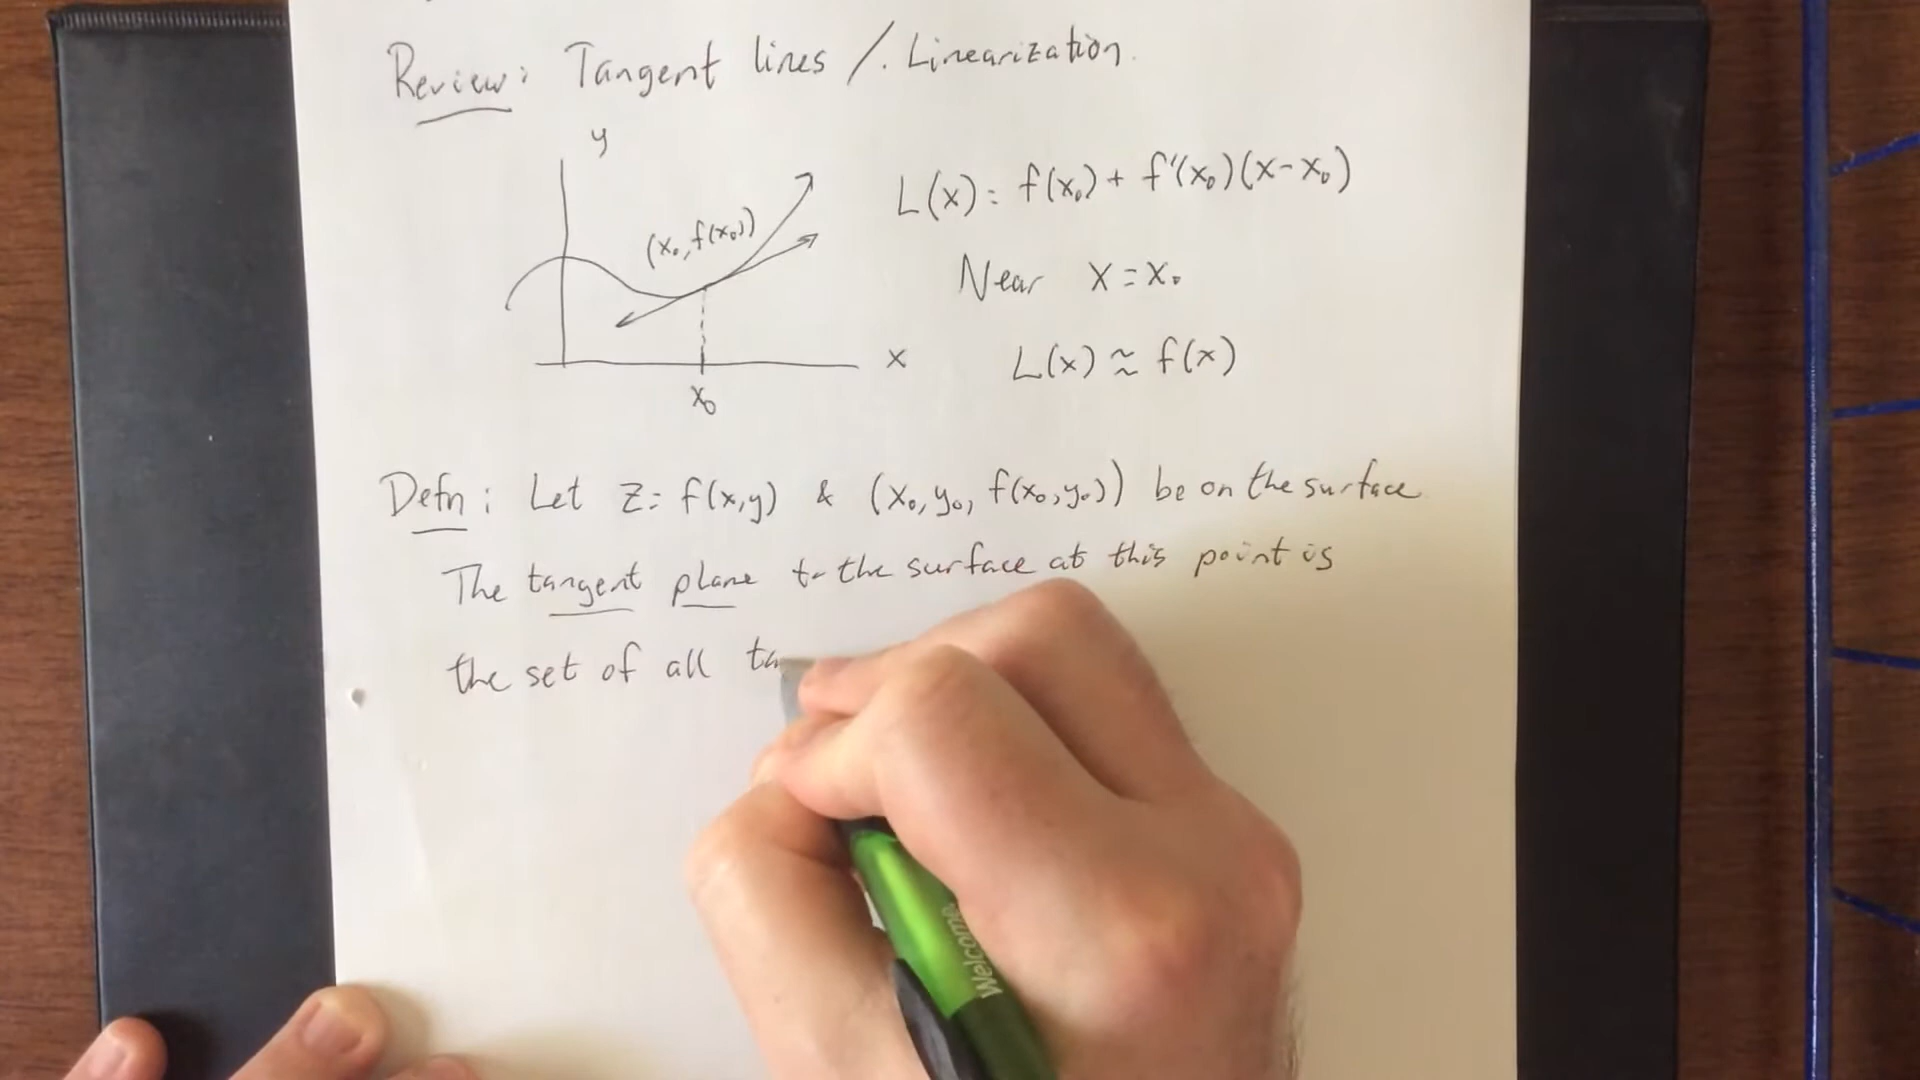 Review: Tangent lines /. Linearization.
y
(x₀, f(x₀))
x
x₀
L(x) = f(x₀) + f'(x₀)(x-x₀)
Near x = x₀
L(x) ≈ f(x)
Defn: Let z = f(x,y) & (x₀, y₀, f(x₀,y₀)) be on the surface
The tangent plane to the surface at this point is
the set of all ta
Welcome.